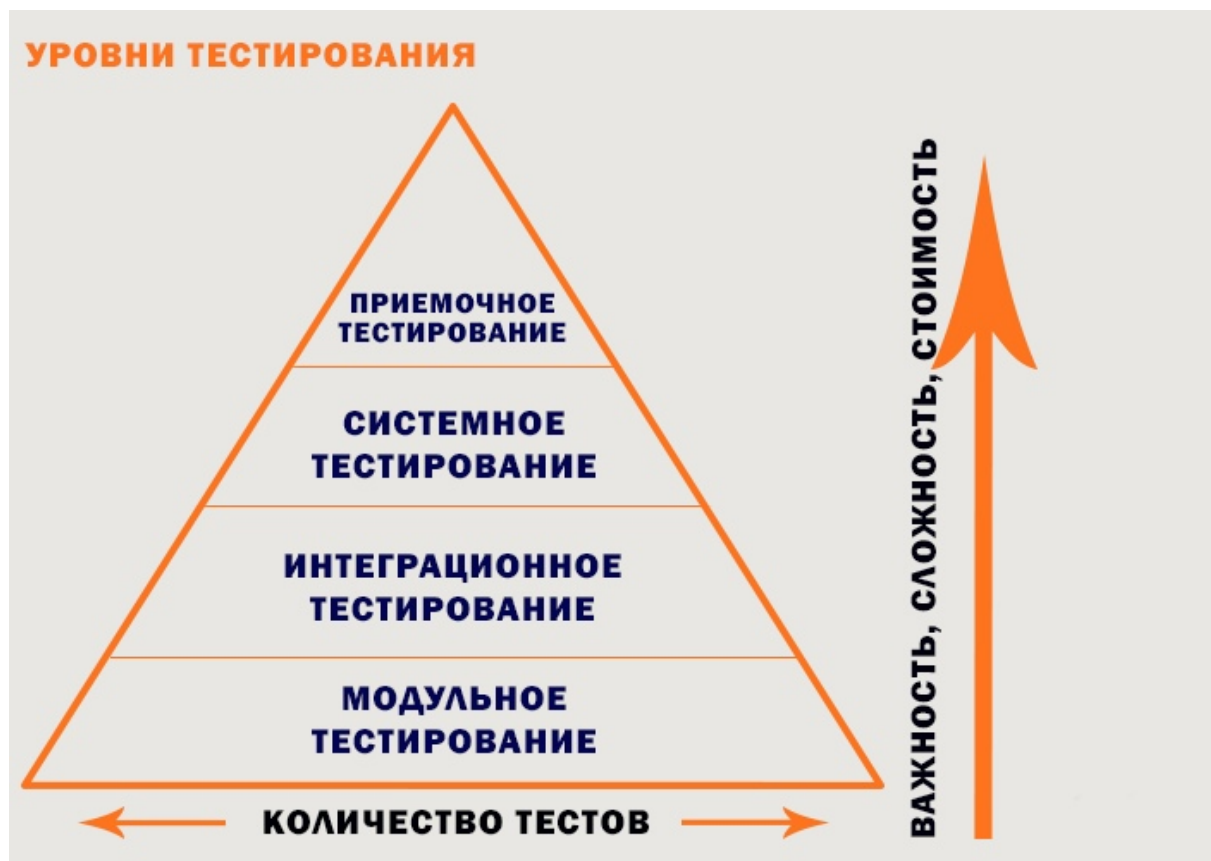 УРОВНИ ТЕСТИРОВАНИЯ
ПРИЕМОЧНОЕ
ТЕСТИРОВАНИЕ
СИСТЕМНОЕ
ТЕСТИРОВАНИЕ
ИНТЕГРАЦИОННОЕ
ТЕСТИРОВАНИЕ
МОДУЛЬНОЕ
ТЕСТИРОВАНИЕ
КОЛИЧЕСТВО ТЕСТОВ
ВАЖНОСТЬ, СЛОЖНОСТЬ, СТОИМОСТЬ